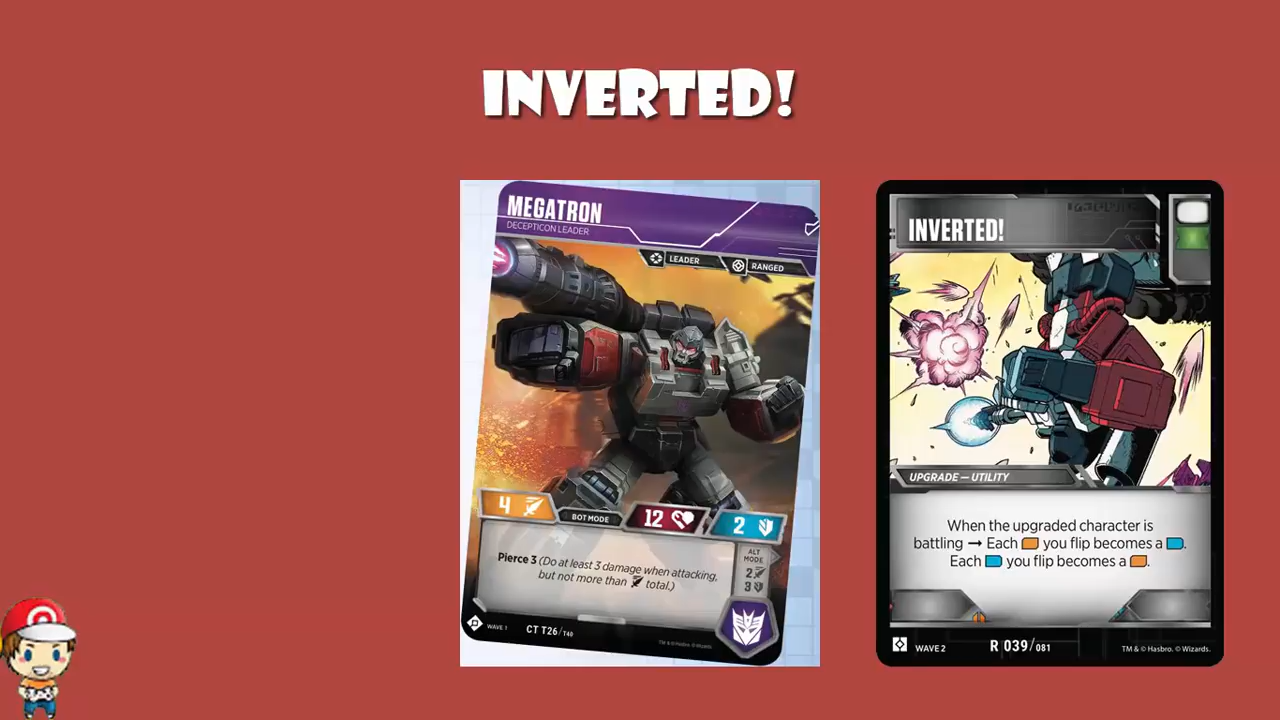 INVERTED!
MEGATRON
DECEPTICON LEADER
LEADER
RANGED
4
BOT MODE
12
2
Pierce 3 (Do at least 3 damage when attacking,
but not more than total.)
ALT
MODE
2
3
WAVE 1
CT T26/T40
TM & © Hasbro. © Wizards.
INVERTED!
UPGRADE — UTILITY
When the upgraded character is
battling → Each you flip becomes a .
Each you flip becomes a .
WAVE 2
R 039/081
TM & © Hasbro. © Wizards.